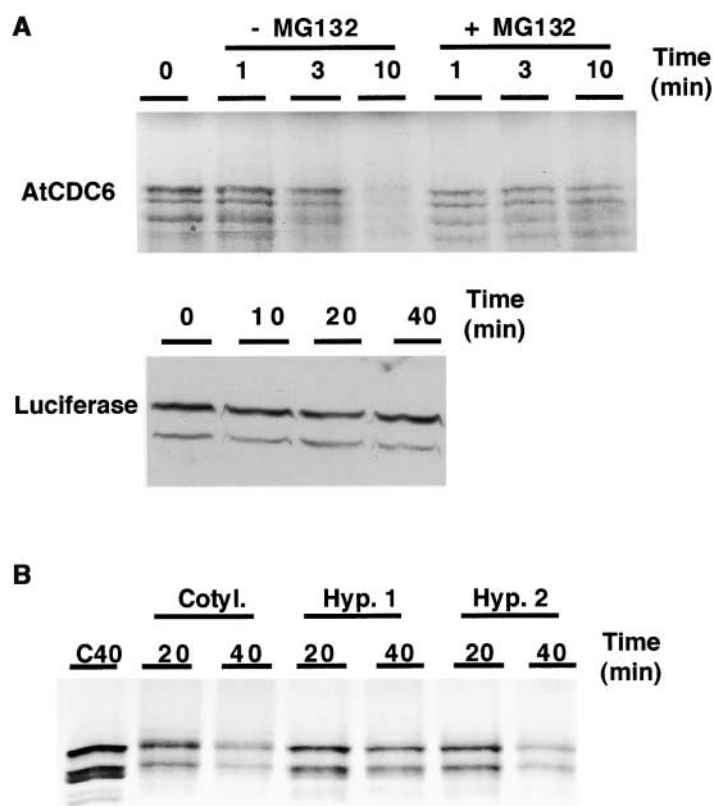 A
- MG132 + MG132
0 1 3 10 1 3 10 Time (min)
AtCDC6
0 10 20 40 Time (min)
Luciferase
B
Cotyl. Hyp. 1 Hyp. 2
C40 20 40 20 40 20 40 Time (min)